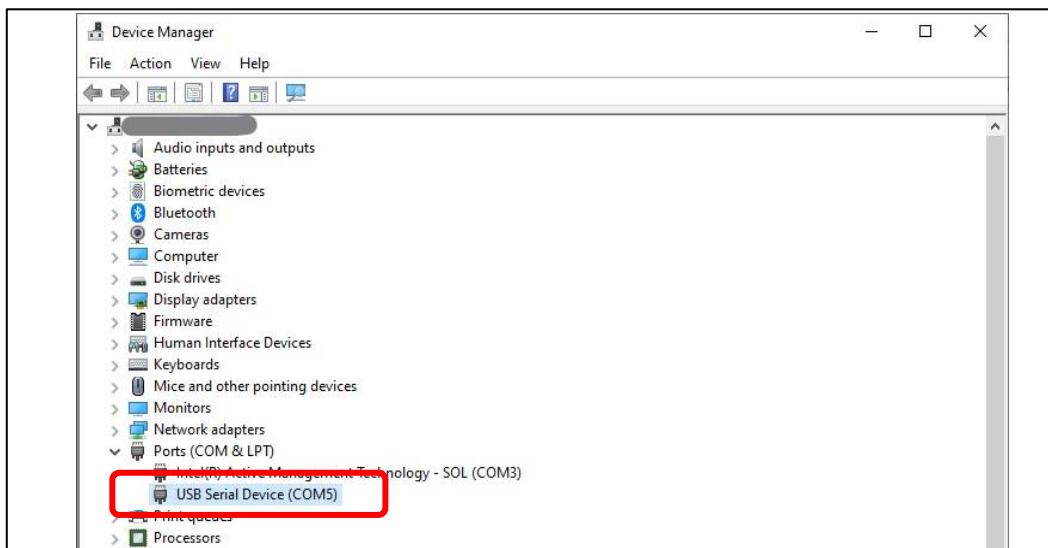 Device Manager
File Action View Help
Audio inputs and outputs
Batteries
Biometric devices
Bluetooth
Cameras
Computer
Disk drives
Display adapters
Firmware
Human Interface Devices
Keyboards
Mice and other pointing devices
Monitors
Network adapters
Ports (COM & LPT)
Intel(R) Active Management Technology - SOL (COM3)
USB Serial Device (COM5)
Print queues
Processors